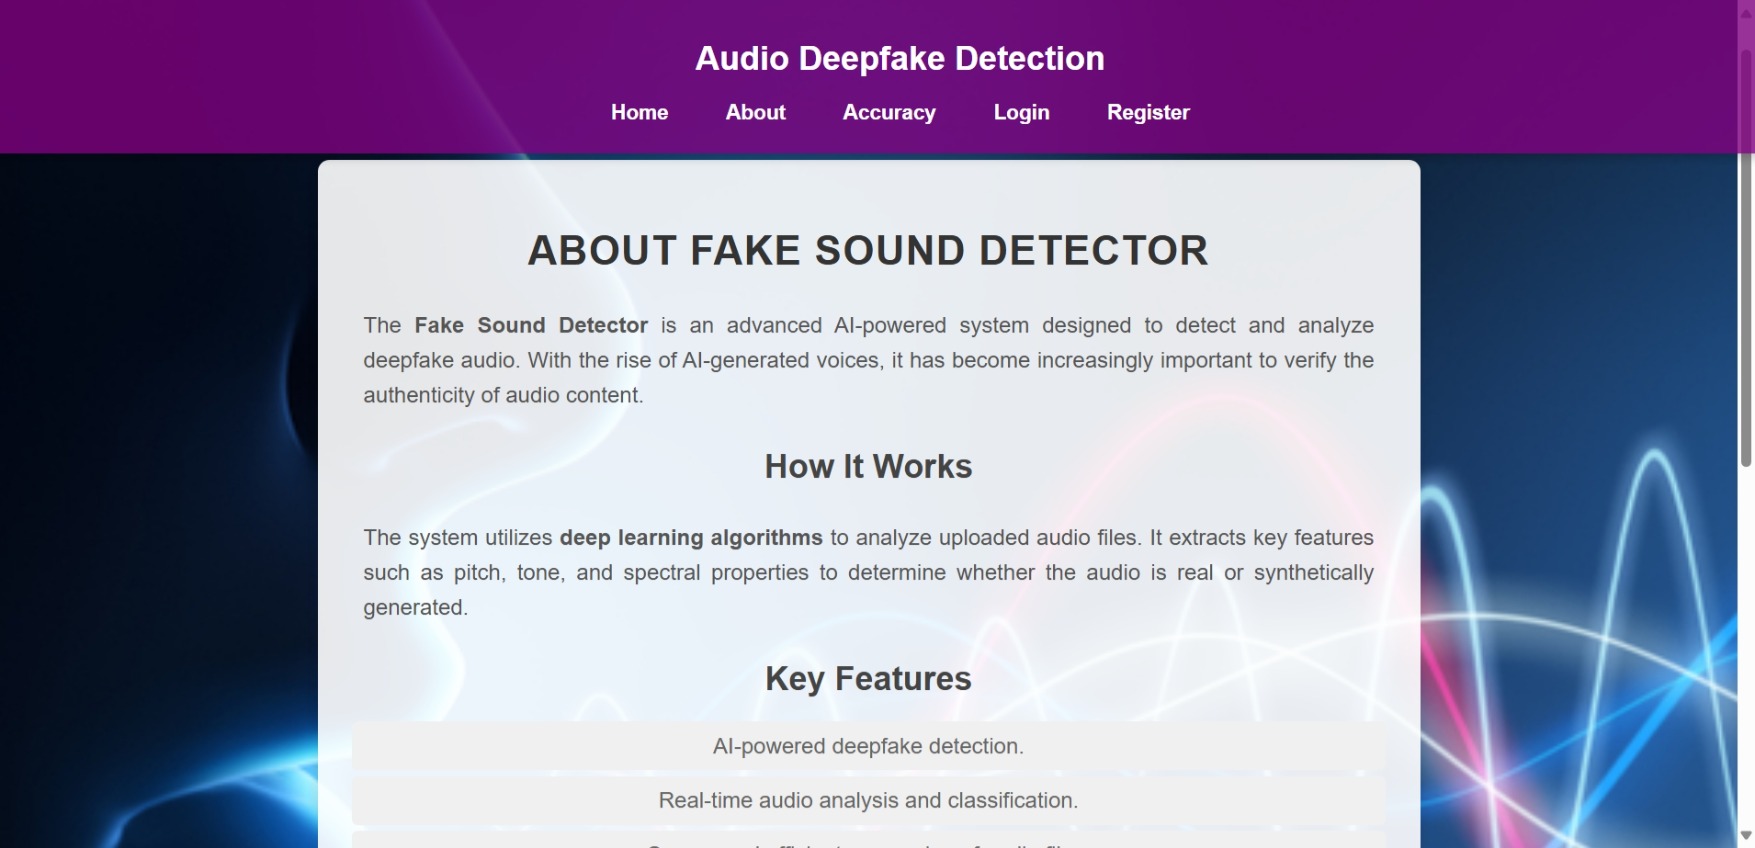 Audio Deepfake Detection
Home About Accuracy Login Register
ABOUT FAKE SOUND DETECTOR
The Fake Sound Detector is an advanced AI-powered system designed to detect and analyze
deepfake audio. With the rise of AI-generated voices, it has become increasingly important to verify the
authenticity of audio content.
How It Works
The system utilizes deep learning algorithms to analyze uploaded audio files. It extracts key features
such as pitch, tone, and spectral properties to determine whether the audio is real or synthetically
generated.
Key Features
AI-powered deepfake detection.
Real-time audio analysis and classification.